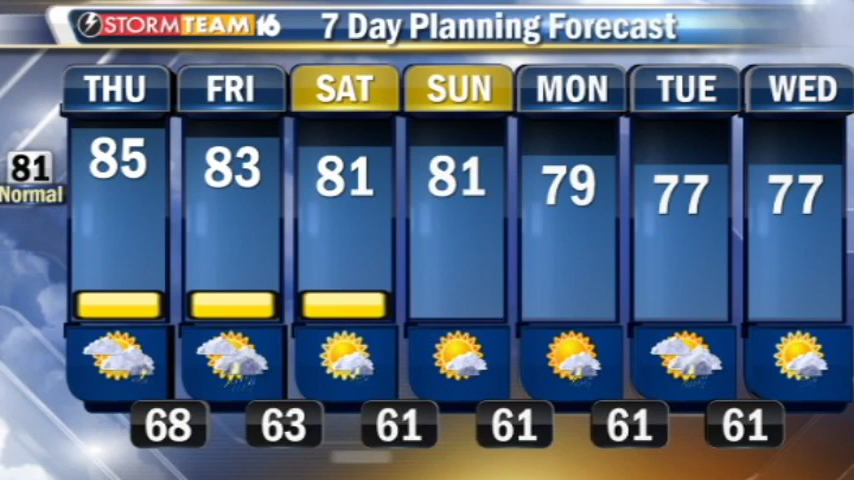 STORMTEAM16
7 Day Planning Forecast
THU FRI SAT SUN MON TUE WED
81
Normal
85 83 81 81 79 77 77
68 63 61 61 61 61